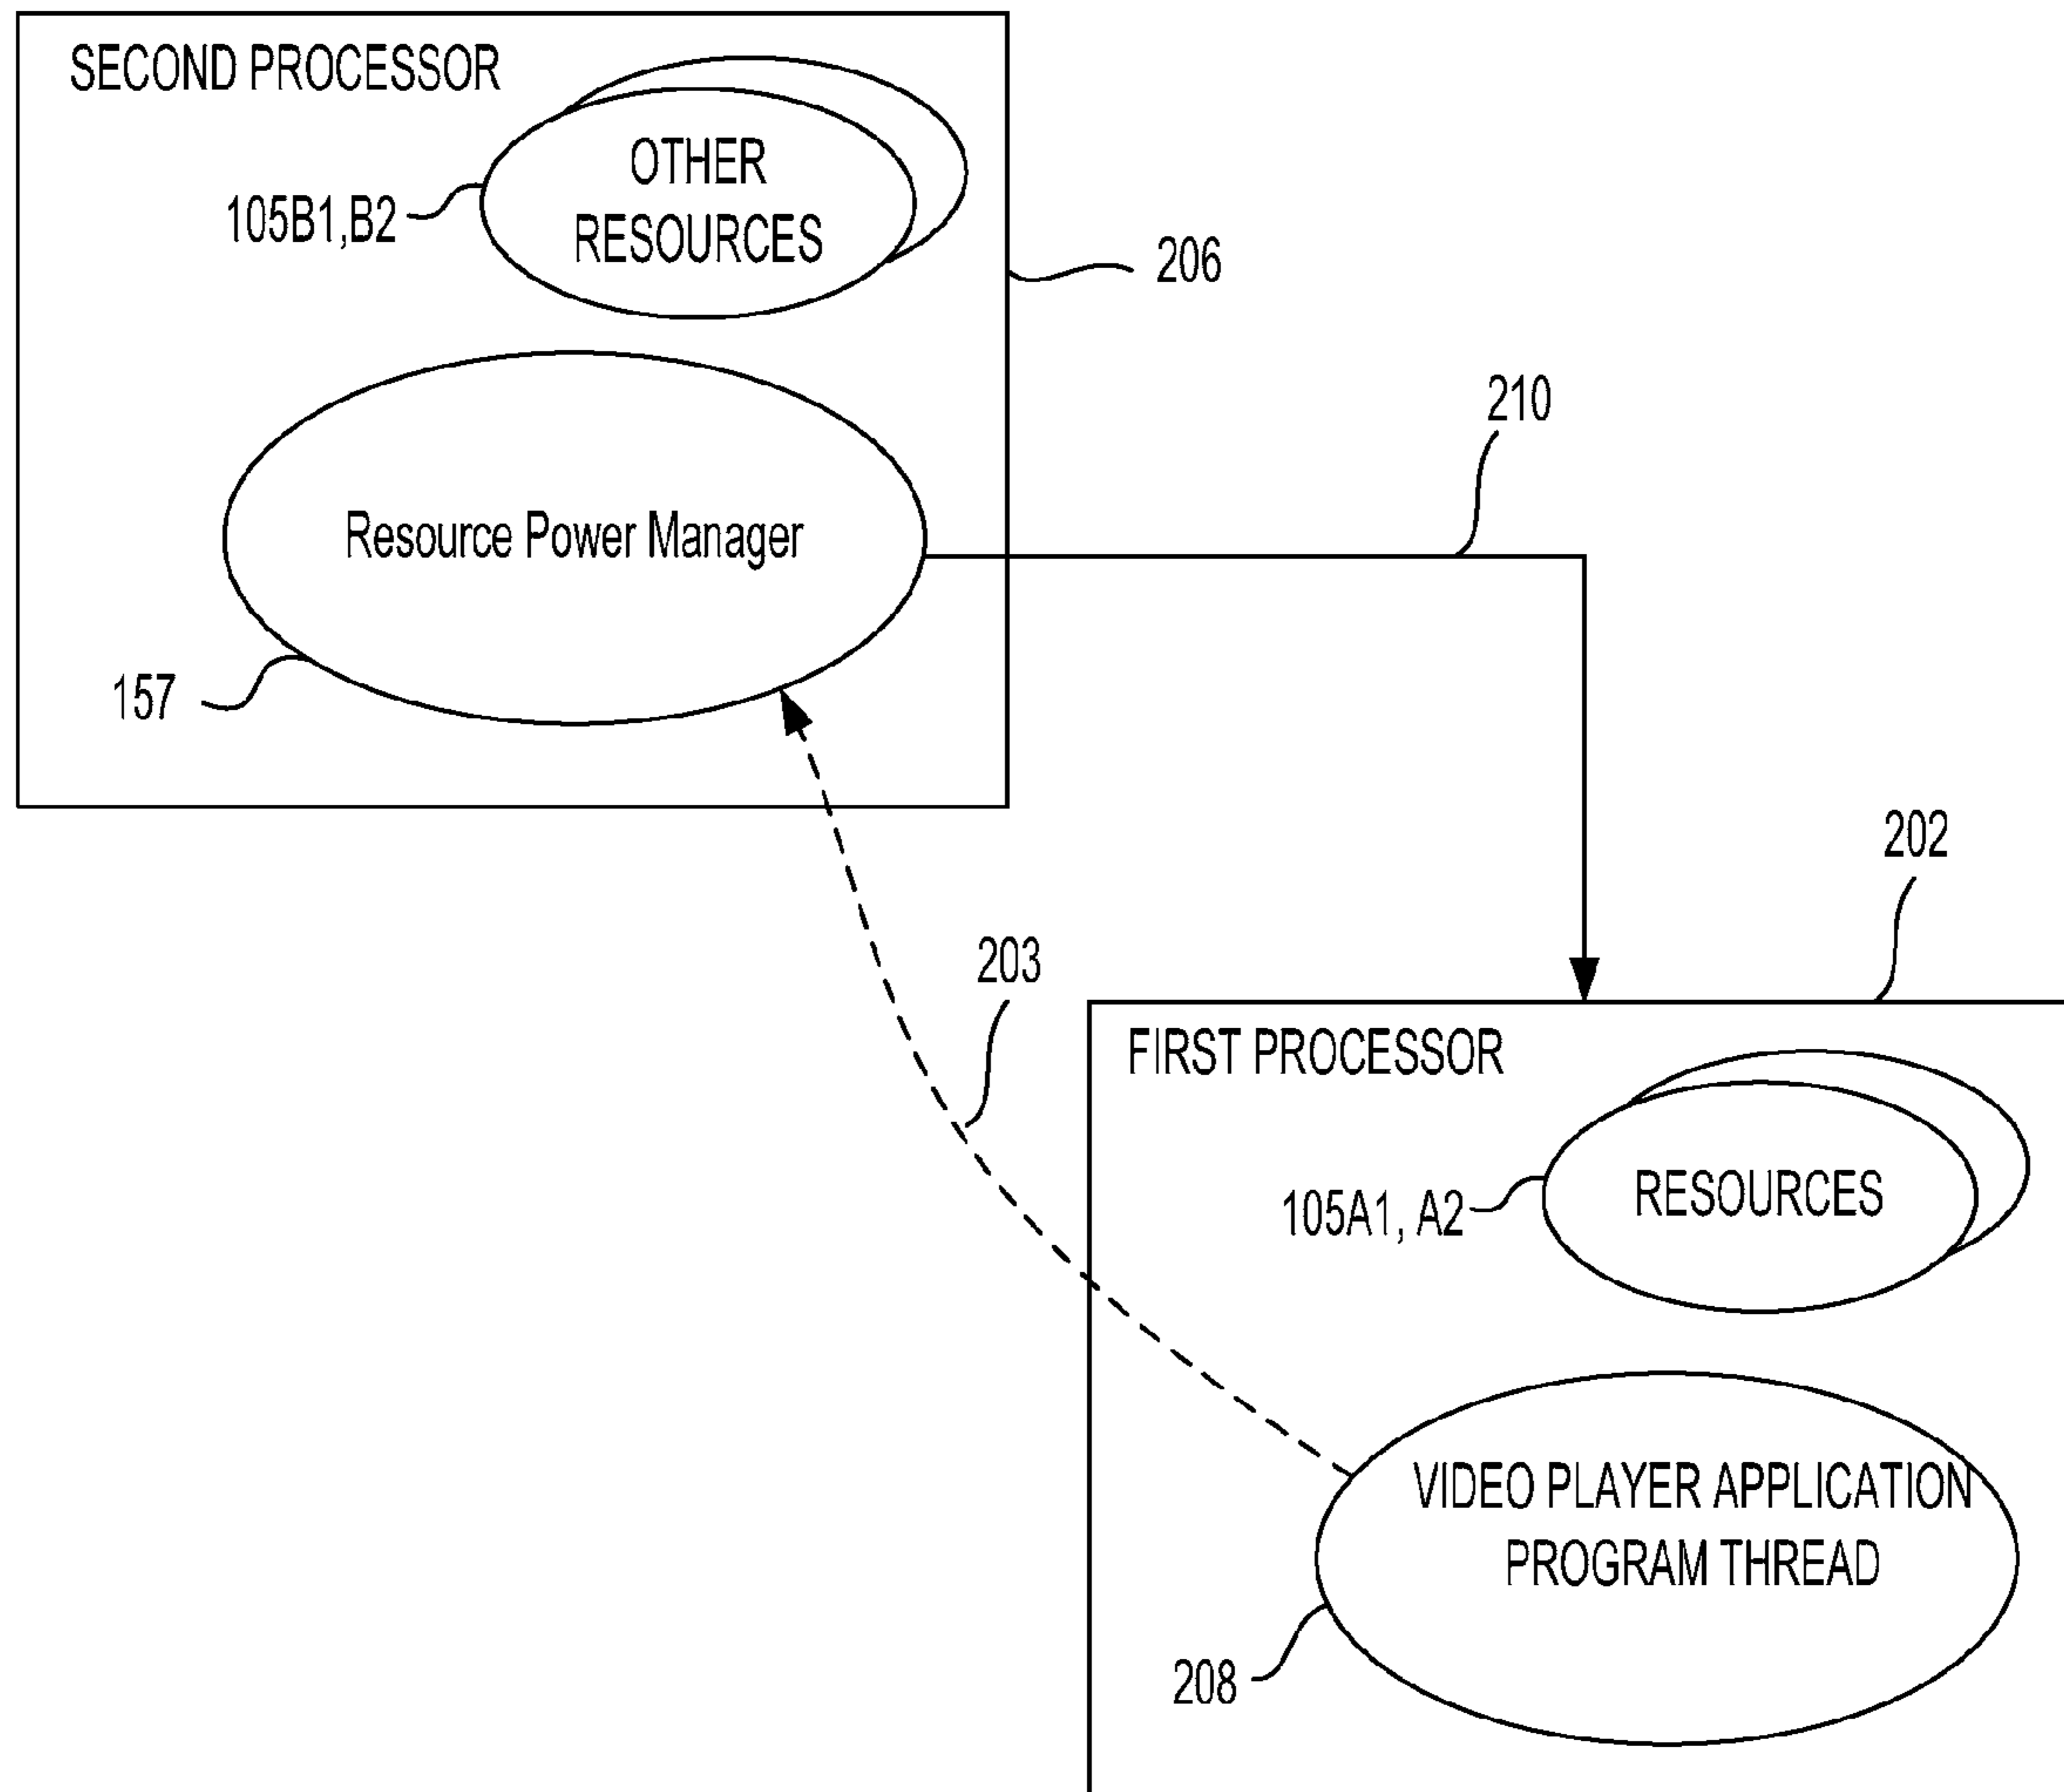 SECOND PROCESSOR
OTHER
RESOURCES
105B1,B2
206
Resource Power Manager
210
157
202
203
FIRST PROCESSOR
RESOURCES
105A1, A2
VIDEO PLAYER APPLICATION
PROGRAM THREAD
208